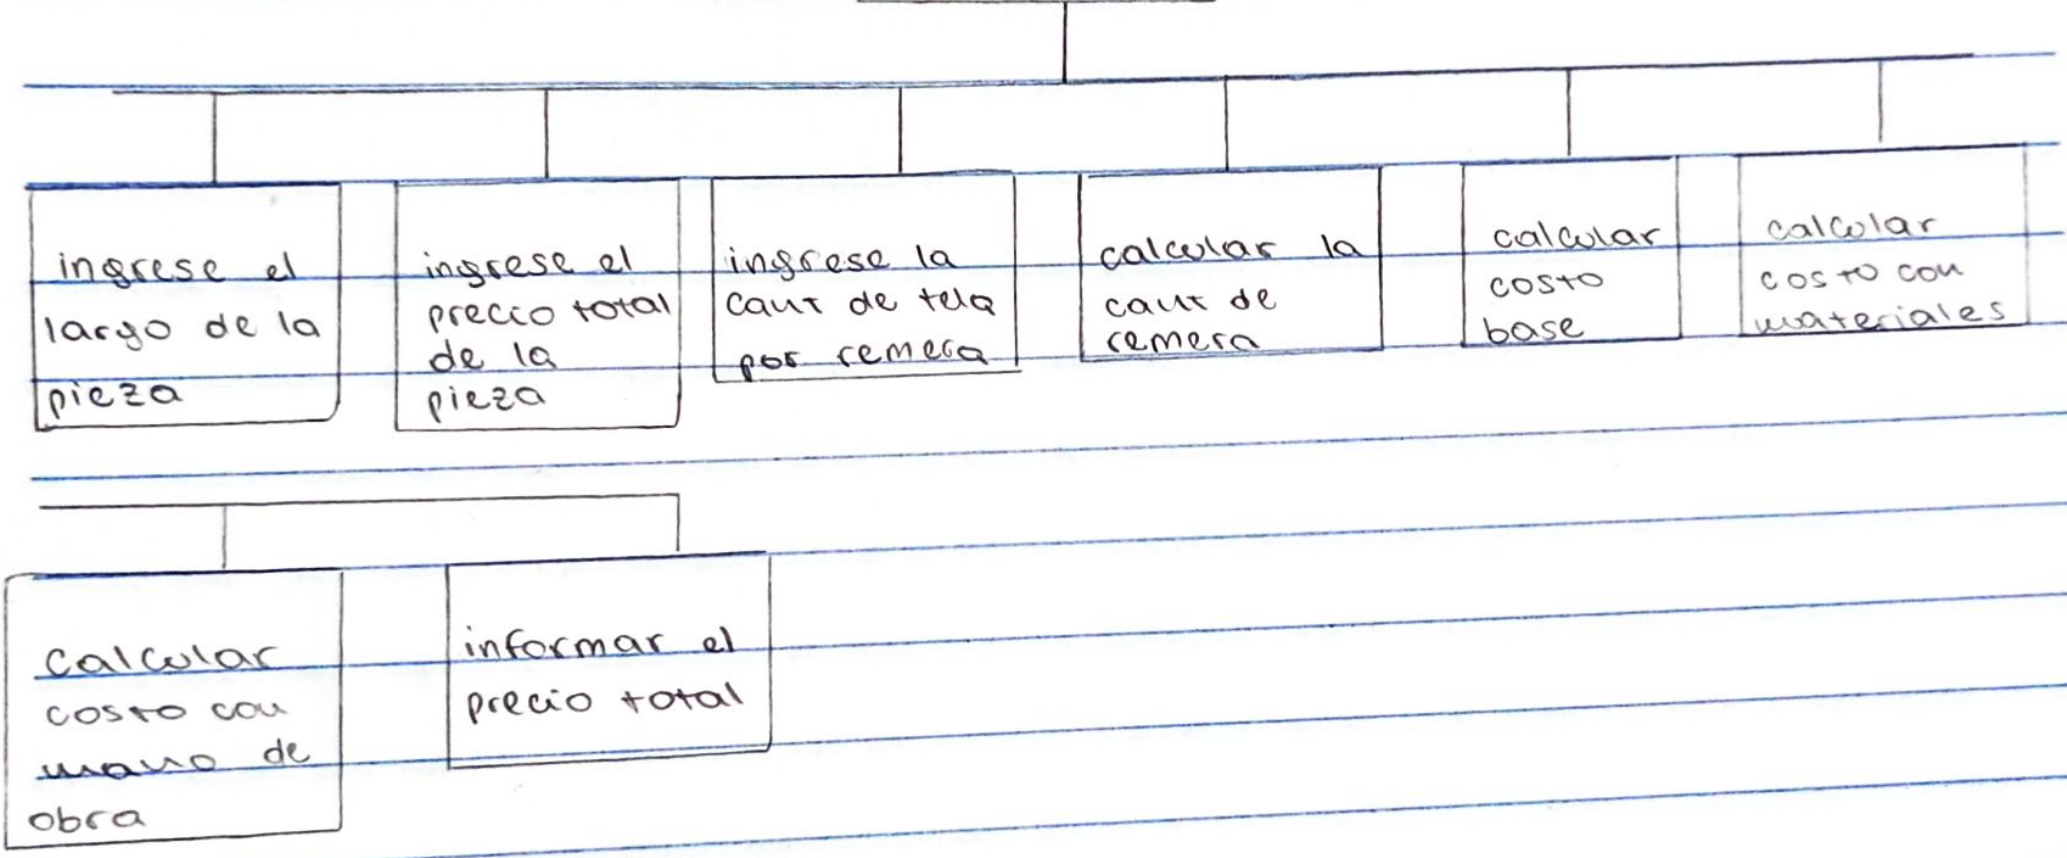 ingrese el
largo de la
pieza
ingrese el
precio total
de la
pieza
ingrese la
cant de tela
por remera
calcular la
cant de
remera
calcular
costo
base
calcular
costo con
materiales
calcular
costo con
mano de
obra
informar el
precio total